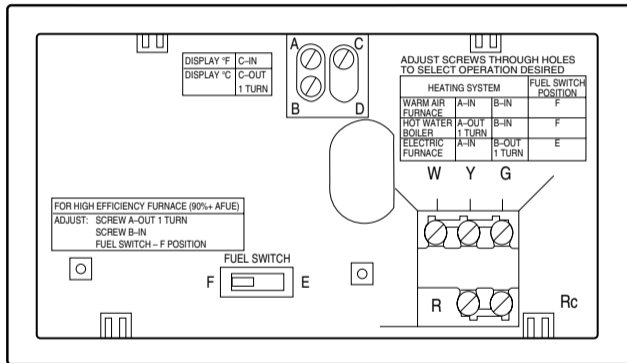 A C
B D
DISPLAY °F C–IN
DISPLAY °C C–OUT
1 TURN
ADJUST SCREWS THROUGH HOLES
TO SELECT OPERATION DESIRED
HEATING SYSTEM FUEL SWITCH
POSITION
WARM AIR
FURNACE A–IN B–IN F
HOT WATER
BOILER A–OUT
1 TURN B–IN F
ELECTRIC
FURNACE A–IN B–OUT
1 TURN E
W Y G
FOR HIGH EFFICIENCY FURNACE (90%+ AFUE)
ADJUST: SCREW A–OUT 1 TURN
SCREW B–IN
FUEL SWITCH – F POSITION
FUEL SWITCH
F E
R Rc